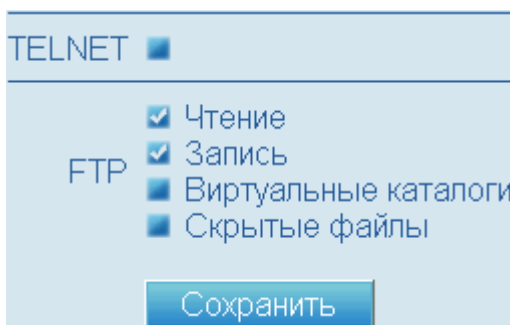 TELNET
Чтение
Запись
FTP
Виртуальные каталоги
Скрытые файлы
Сохранить